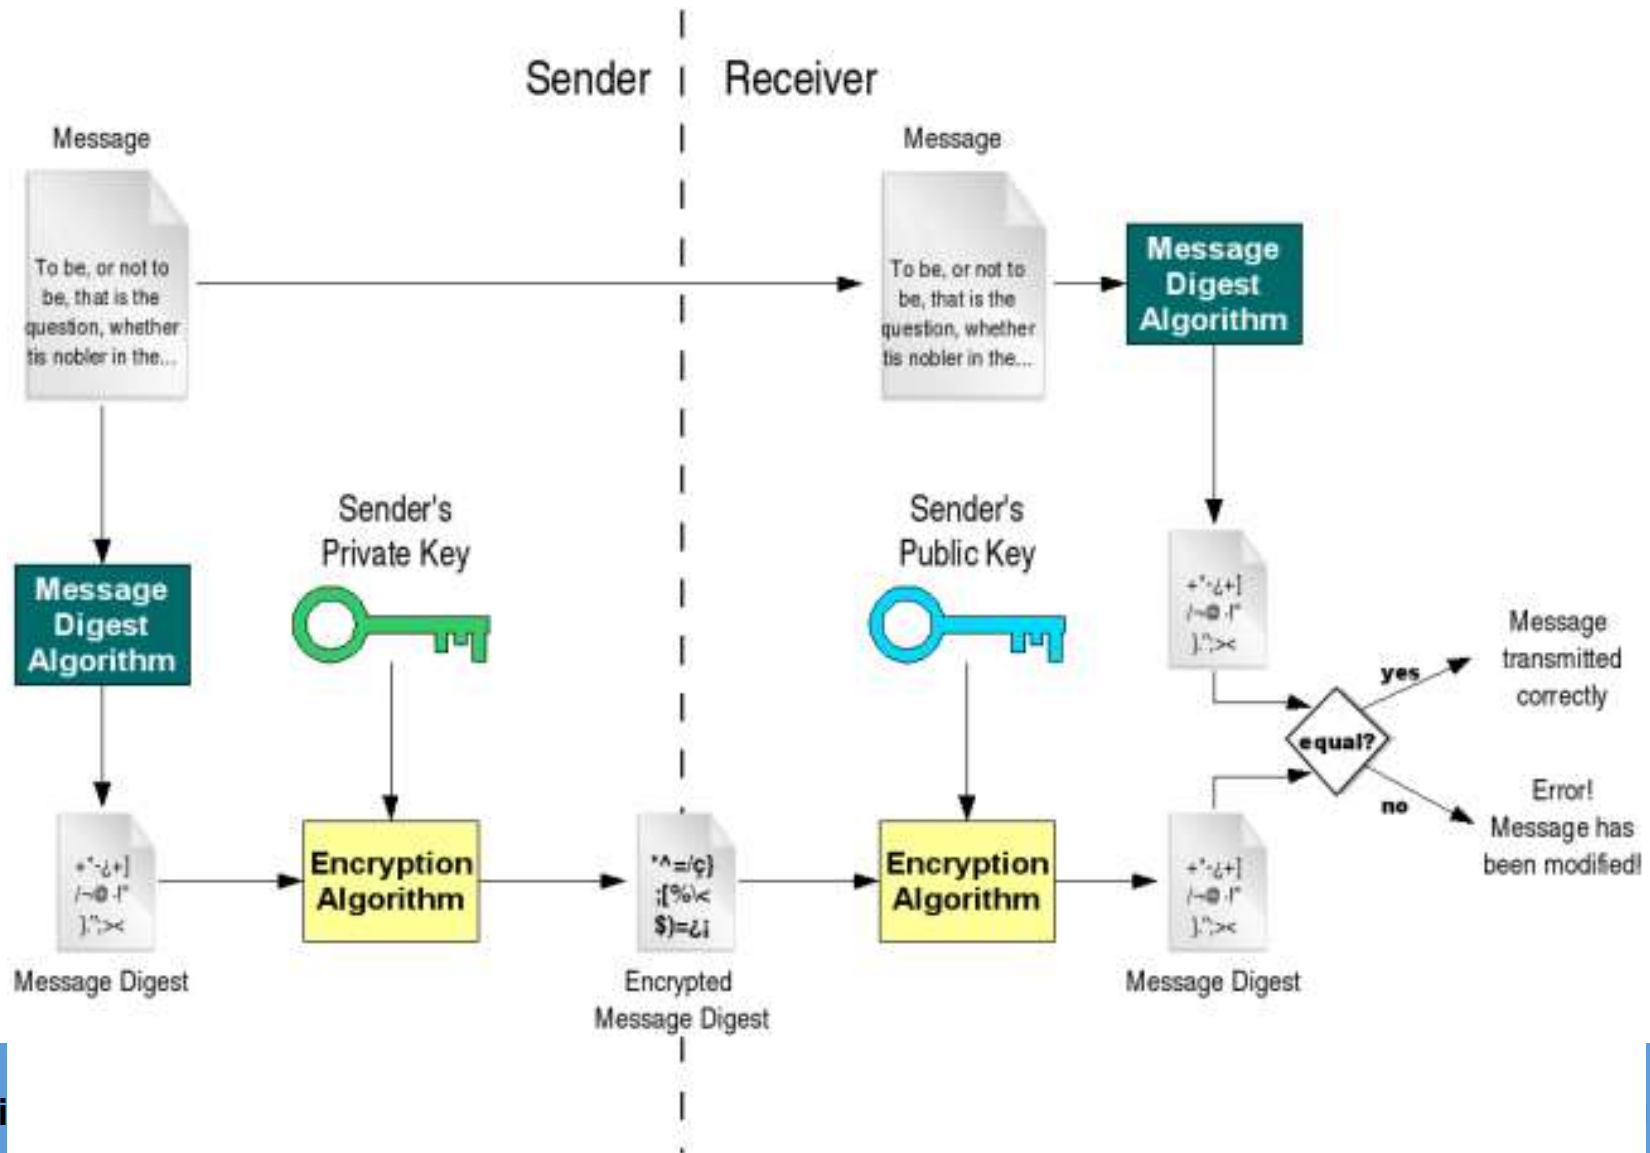 Sender
Receiver
Message
To be, or not to
be, that is the
question, whether
tis nobler in the...
Message
To be, or not to
be, that is the
question, whether
tis nobler in the...
Message
Digest
Algorithm
Sender's
Private Key
Sender's
Public Key
Message
Digest
Algorithm
+*-¿+]
/¬@-I"
}.";><
yes
Message
transmitted
correctly
equal?
no
Error!
Message has
been modified!
+*-¿+]
/¬@-I"
}.";><
Message Digest
Encryption
Algorithm
*^=/ç}
;[%\<
$)=¿¡
Encrypted
Message Digest
Encryption
Algorithm
+*-¿+]
/¬@-I"
}.";><
Message Digest